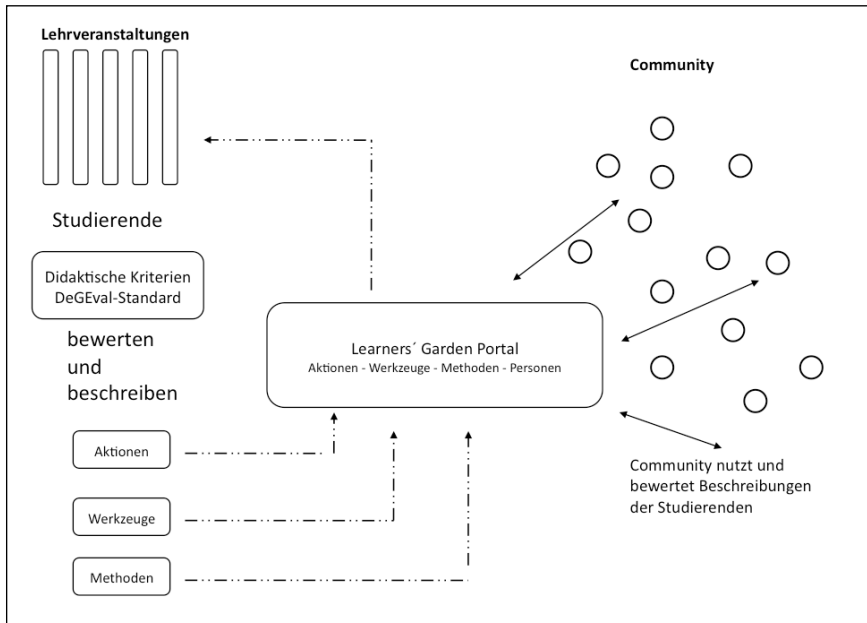 Lehrveranstaltungen
Studierende
Didaktische Kriterien
DeGEval-Standard
bewerten
und
beschreiben
Aktionen
Werkzeuge
Methoden
Learners´ Garden Portal
Aktionen - Werkzeuge - Methoden - Personen
Community
Community nutzt und
bewertet Beschreibungen
der Studierenden